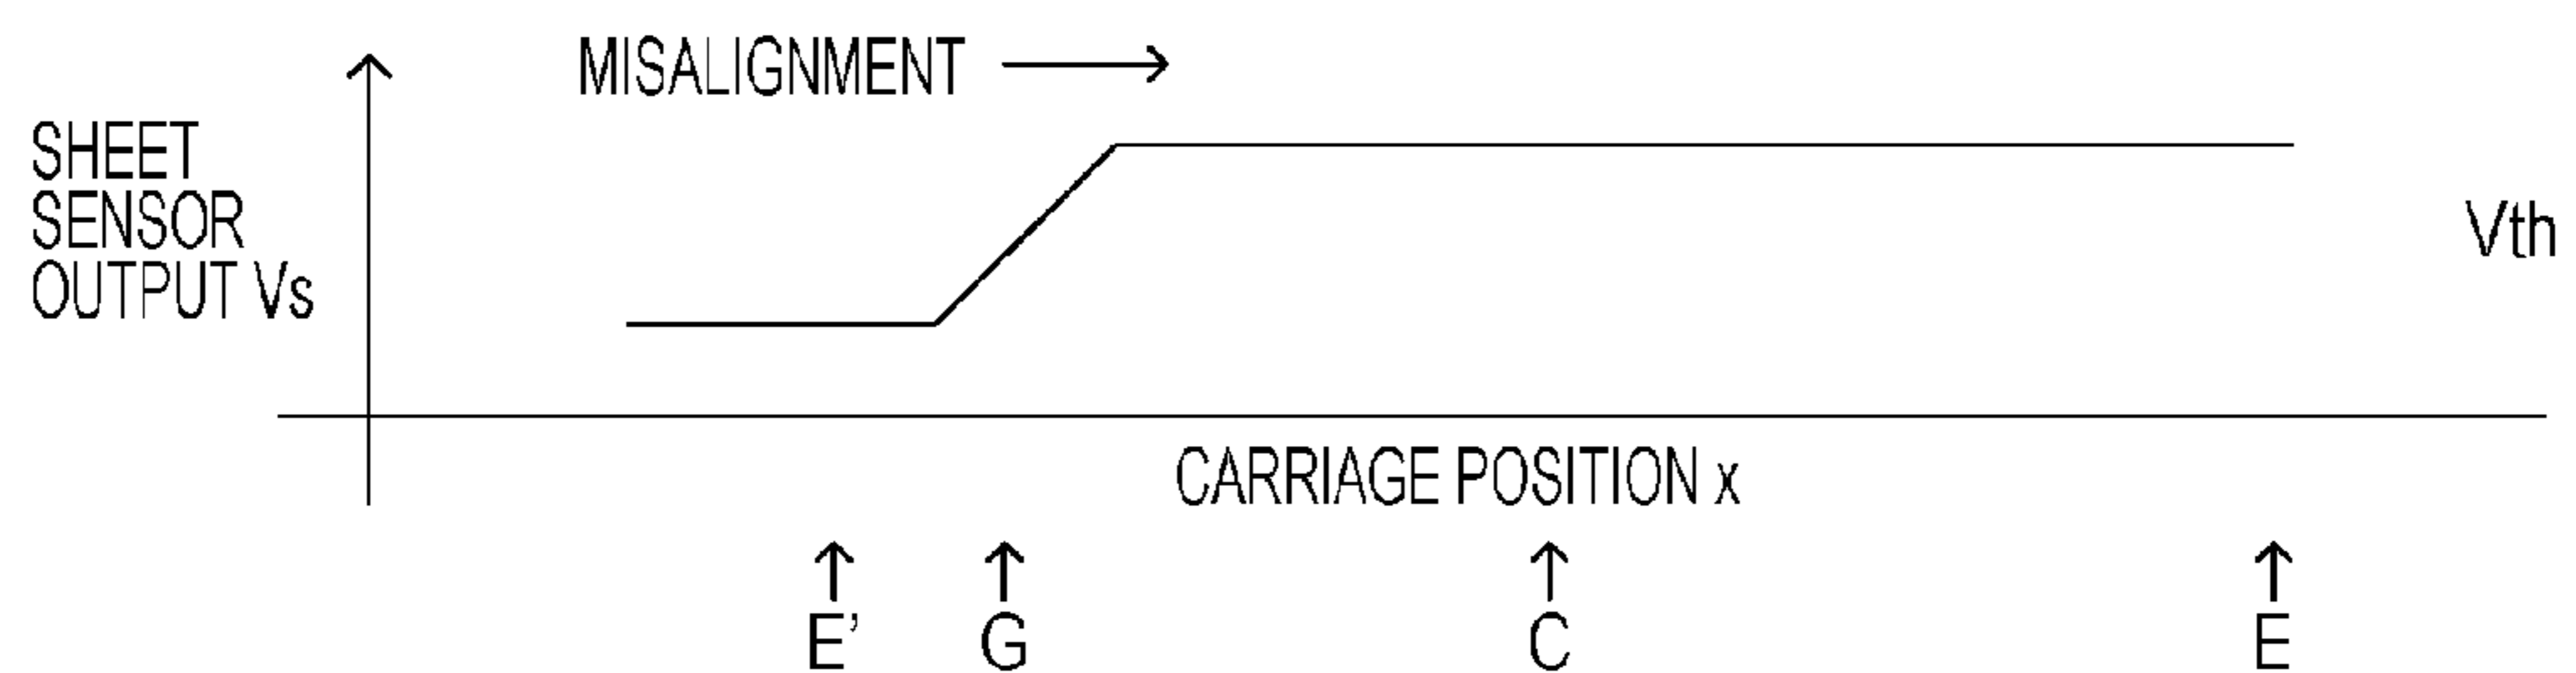 MISALIGNMENT
SHEET
SENSOR
OUTPUT Vs
Vth
CARRIAGE POSITION x
E’ G C E